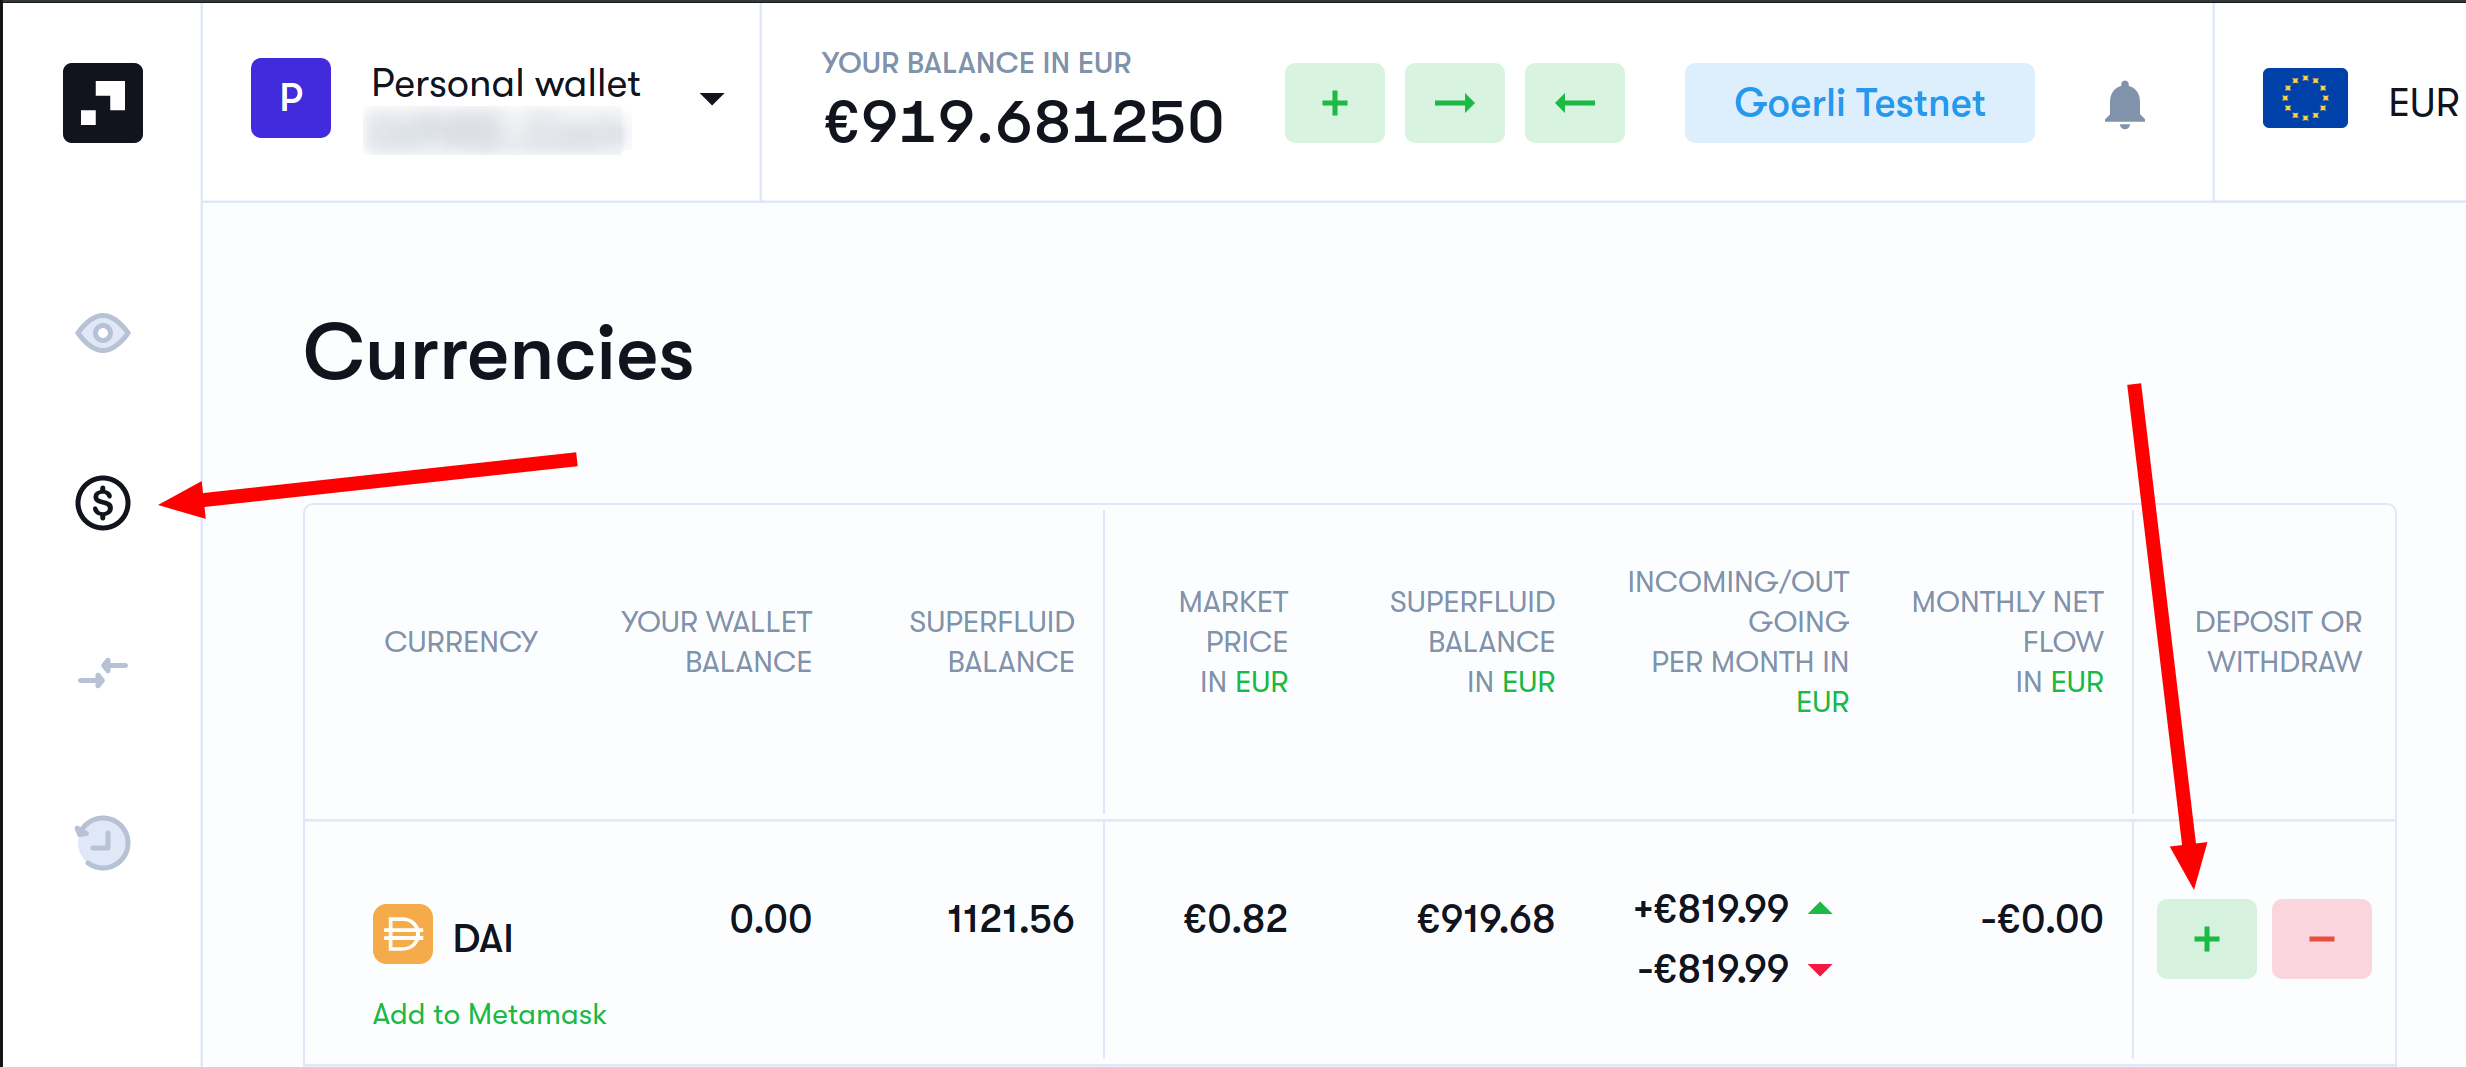 P
Personal wallet
YOUR BALANCE IN EUR
€919.681250
+
Goerli Testnet
EUR
Currencies
$
CURRENCY
YOUR WALLET
BALANCE
SUPERFLUID
BALANCE
MARKET
PRICE
IN EUR
SUPERFLUID
BALANCE
IN EUR
INCOMING/OUT
GOING
PER MONTH IN
EUR
MONTHLY NET
FLOW
IN EUR
DEPOSIT OR
WITHDRAW
DAI
Add to Metamask
0.00
1121.56
€0.82
€919.68
+€819.99
-€819.99
-€0.00
+
−